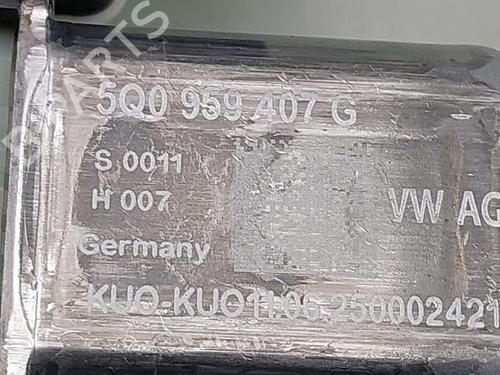 5Q0 959 407 G
S 0011
H 007
VW AG
Germany
KUO-KUO11.06.250002421